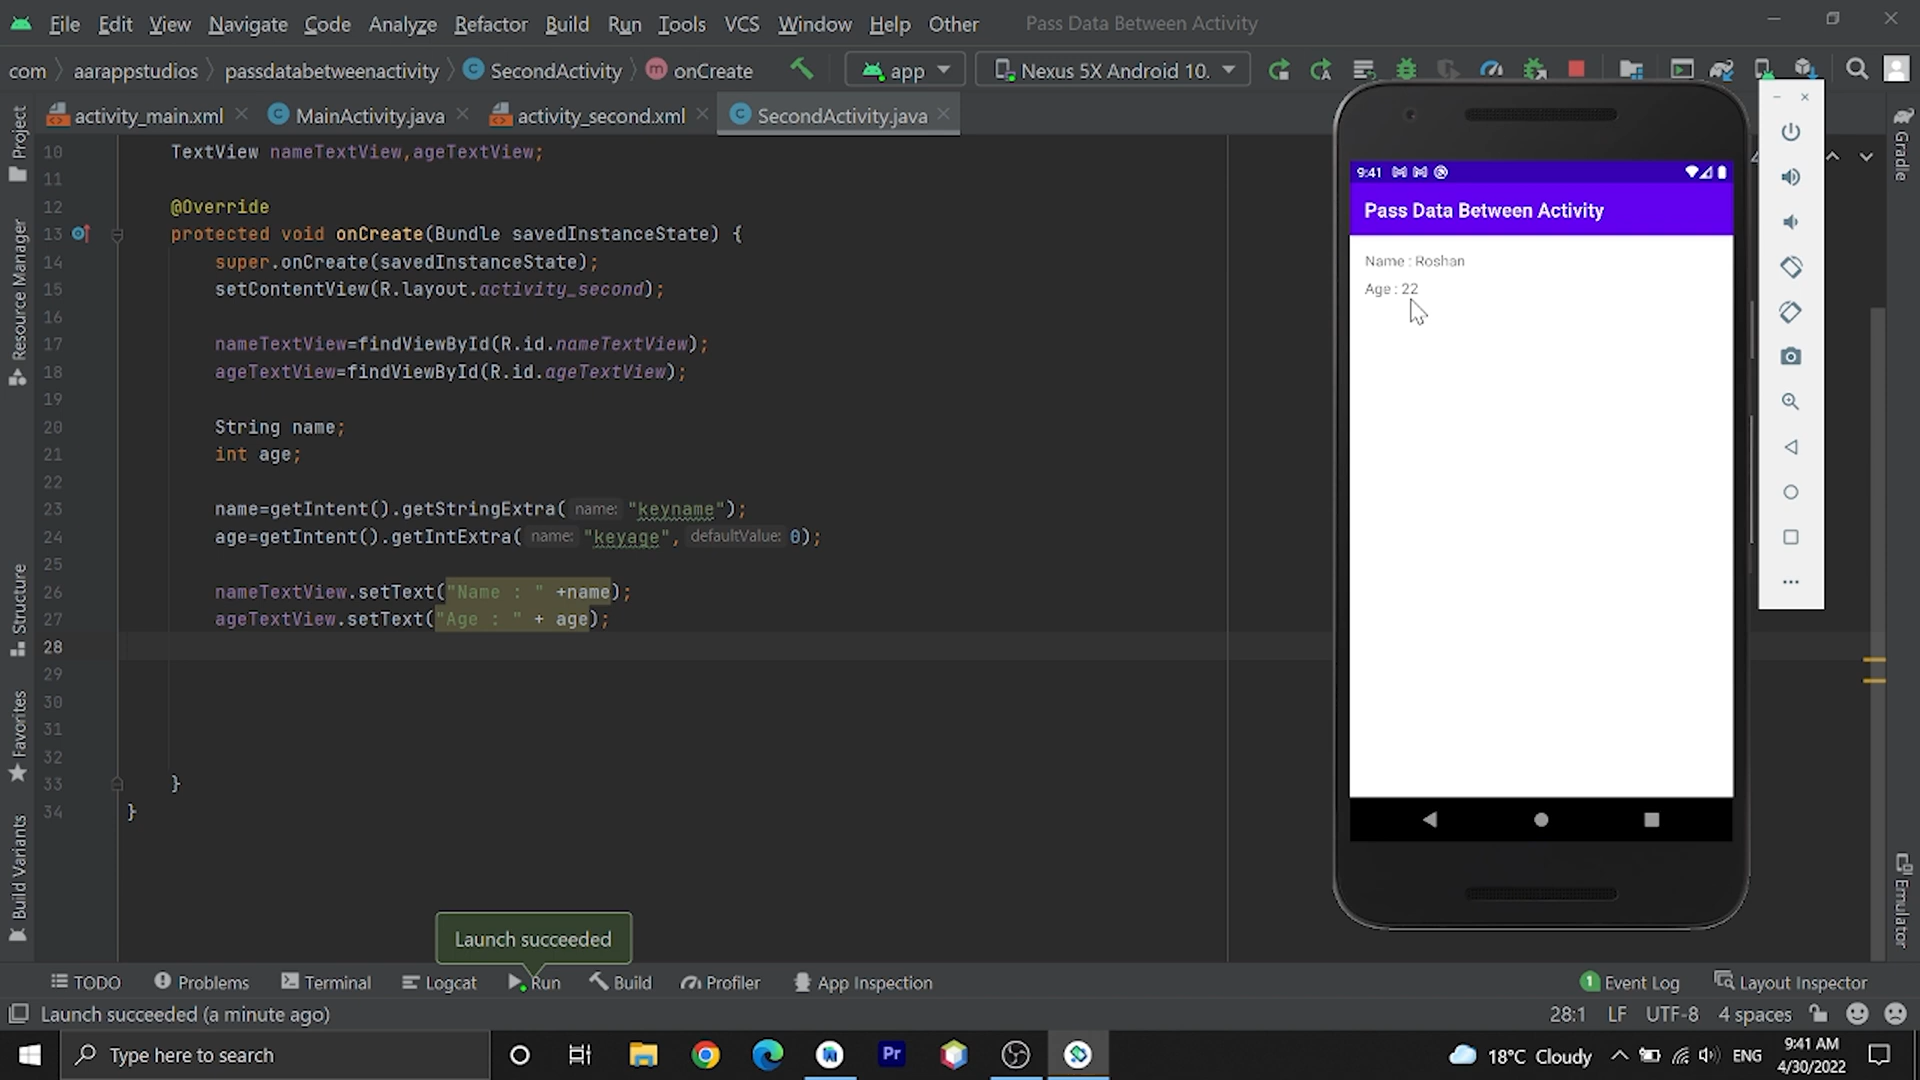 File Edit View Navigate Code Analyze Refactor Build Run Tools VCS Window Help Other Pass Data Between Activity
com aarappstudios passdatabetweenactivity SecondActivity onCreate app Nexus 5X Android 10.
activity_main.xml MainActivity.java activity_second.xml SecondActivity.java
Project
Resource Manager
Structure
Favorites
Build Variants
10 TextView nameTextView,ageTextView;
11
12 @Override
13 protected void onCreate(Bundle savedInstanceState) {
14 super.onCreate(savedInstanceState);
15 setContentView(R.layout.activity_second);
16
17 nameTextView=findViewById(R.id.nameTextView);
18 ageTextView=findViewById(R.id.ageTextView);
19
20 String name;
21 int age;
22
23 name=getIntent().getStringExtra( name: "keyname");
24 age=getIntent().getIntExtra( name: "keyage", defaultValue: 0);
25
26 nameTextView.setText("Name : " +name);
27 ageTextView.setText("Age : " + age);
28
29
30
31
32
33 }
34 }
9:41
Pass Data Between Activity
Name : Roshan
Age : 22
Gradle
Emulator
Launch succeeded
TODO Problems Terminal Logcat Run Build Profiler App Inspection 1 Event Log Layout Inspector
Launch succeeded (a minute ago) 28:1 LF UTF-8 4 spaces
Type here to search Pr 18°C Cloudy ENG 9:41 AM
4/30/2022